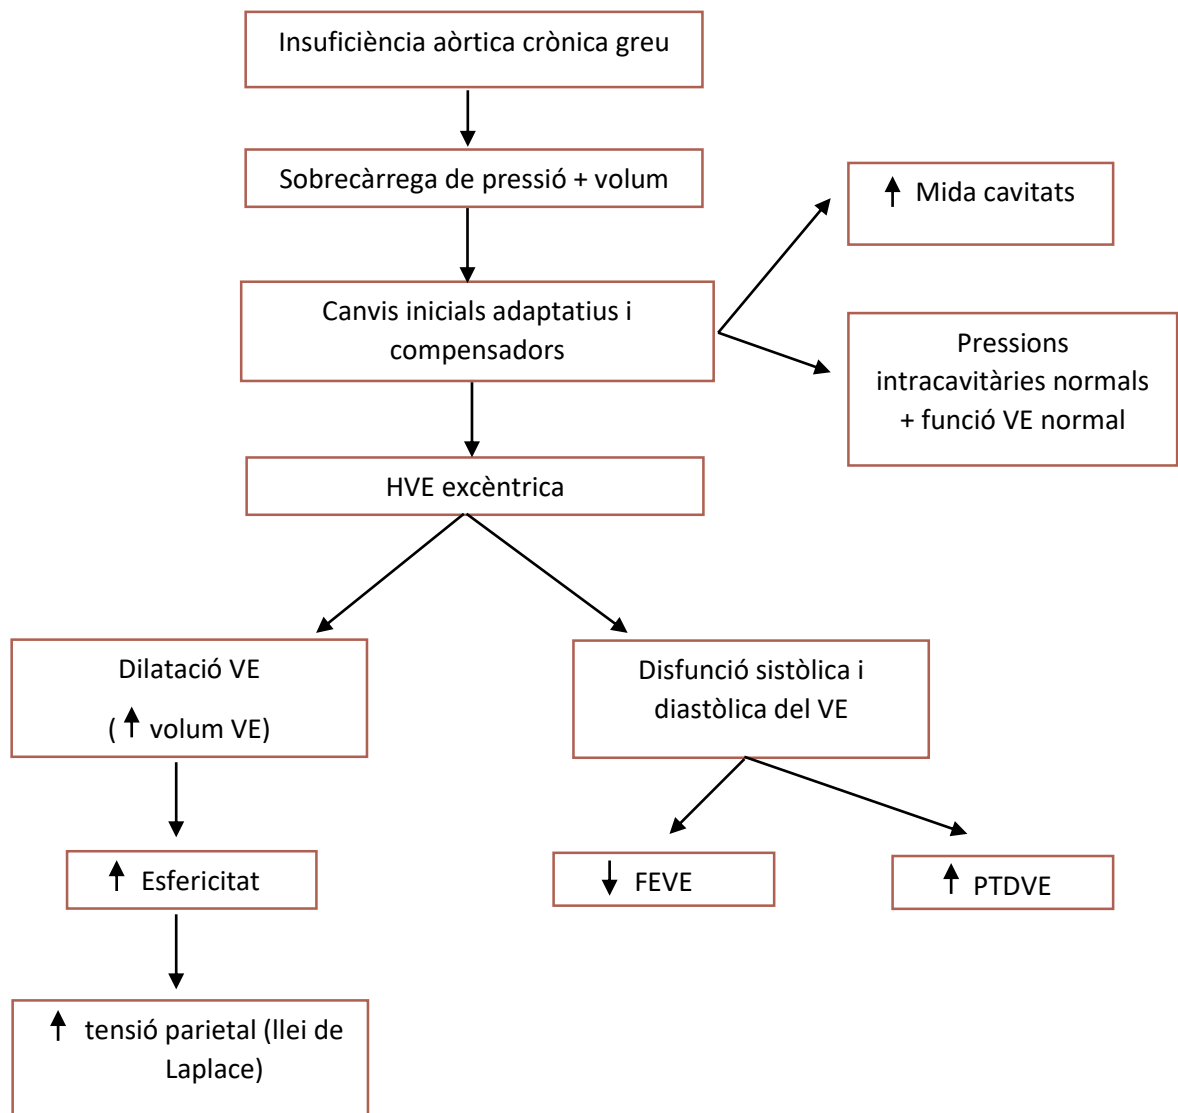 Insuficiència aòrtica crònica greu
Sobrecàrrega de pressió + volum
↑ Mida cavitats
Canvis inicials adaptatius i
compensadors
Pressions
intracavitàries normals
+ funció VE normal
HVE excèntrica
Dilatació VE
( ↑ volum VE)
Disfunció sistòlica i
diastòlica del VE
↑ Esfericitat
↓ FEVE
↑ PTDVE
↑ tensió parietal (llei de
Laplace)